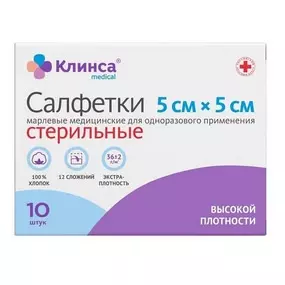 Клинса®
medical
Салфетки 5 см × 5 см
марлевые медицинские для одноразового применения
стерильные
36±2
г/м²
100%
ХЛОПОК
12 СЛОЖЕНИЙ
ЭКСТРА-
ПЛОТНОСТЬ
10
штук
ВЫСОКОЙ
ПЛОТНОСТИ